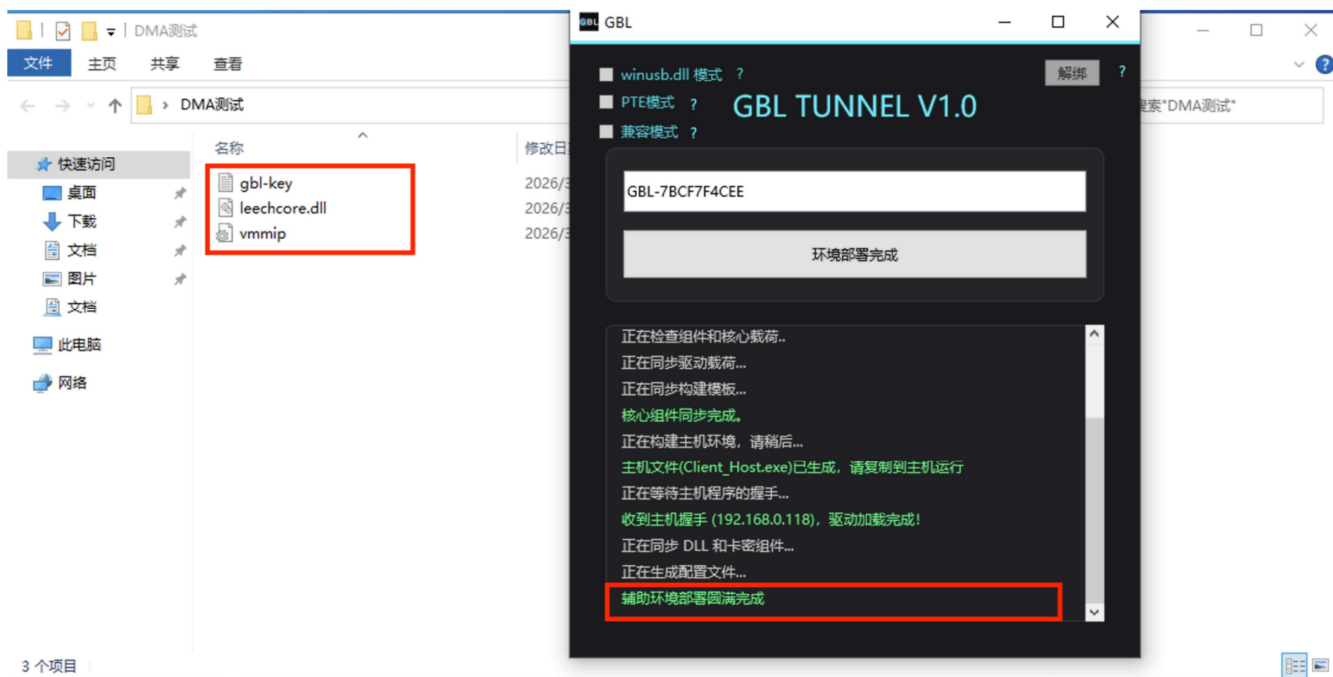 DMA测试
文件 主页 共享 查看
DMA测试
搜索"DMA测试"
名称
修改日
快速访问
桌面
下载
文档
图片
文档
此电脑
网络
gbl-key
2026/3
leechcore.dll
2026/3
vmmip
2026/3
3 个项目
GBL GBL
winusb.dll 模式 ?
解绑 ?
PTE模式 ?
GBL TUNNEL V1.0
兼容模式 ?
GBL-7BCF7F4CEE
环境部署完成
正在检查组件和核心载荷..
正在同步驱动载荷...
正在同步构建模板...
核心组件同步完成。
正在构建主机环境，请稍后...
主机文件(Client_Host.exe)已生成，请复制到主机运行
正在等待主机程序的握手...
收到主机握手 (192.168.0.118)，驱动加载完成!
正在同步 DLL 和卡密组件...
正在生成配置文件...
辅助环境部署圆满完成